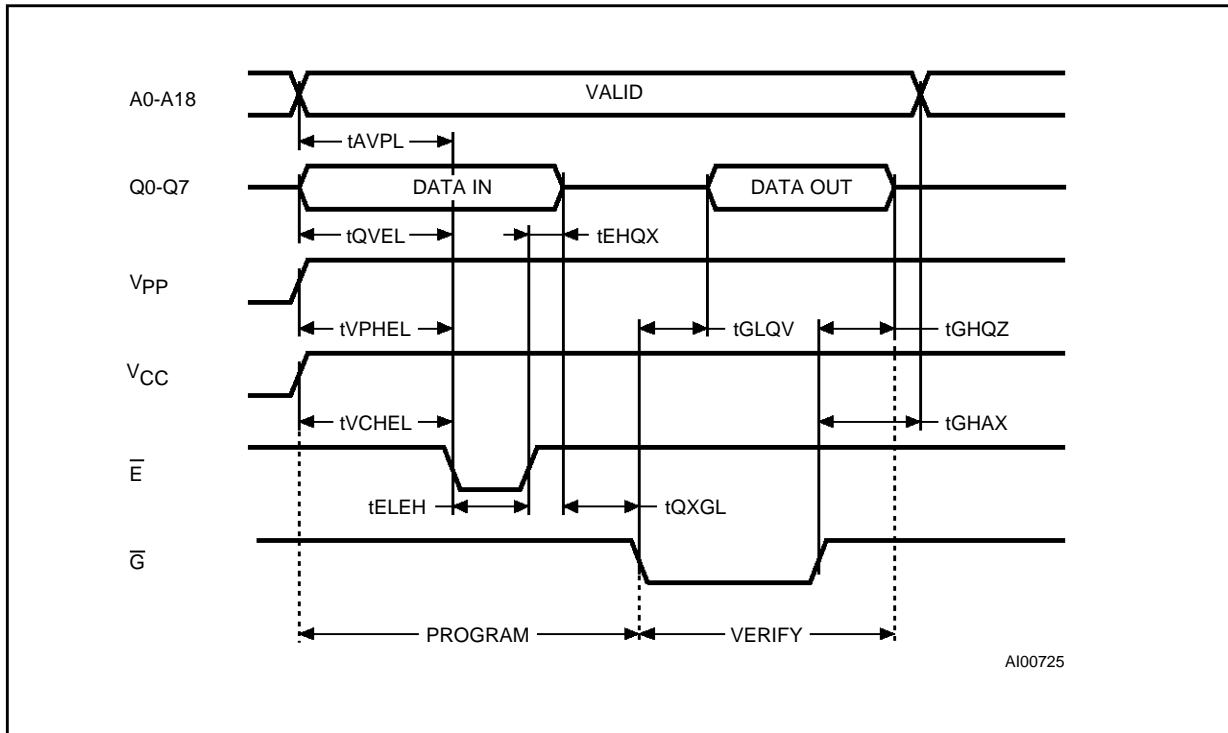 A0-A18
VALID
tAVPL
Q0-Q7
DATA IN
DATA OUT
tQVEL
tEHQX
VPP
tVPHEL
tGLQV
tGHQZ
VCC
tVCHEL
tGHAX
E̅
tELEH
tQXGL
G̅
PROGRAM
VERIFY
AI00725